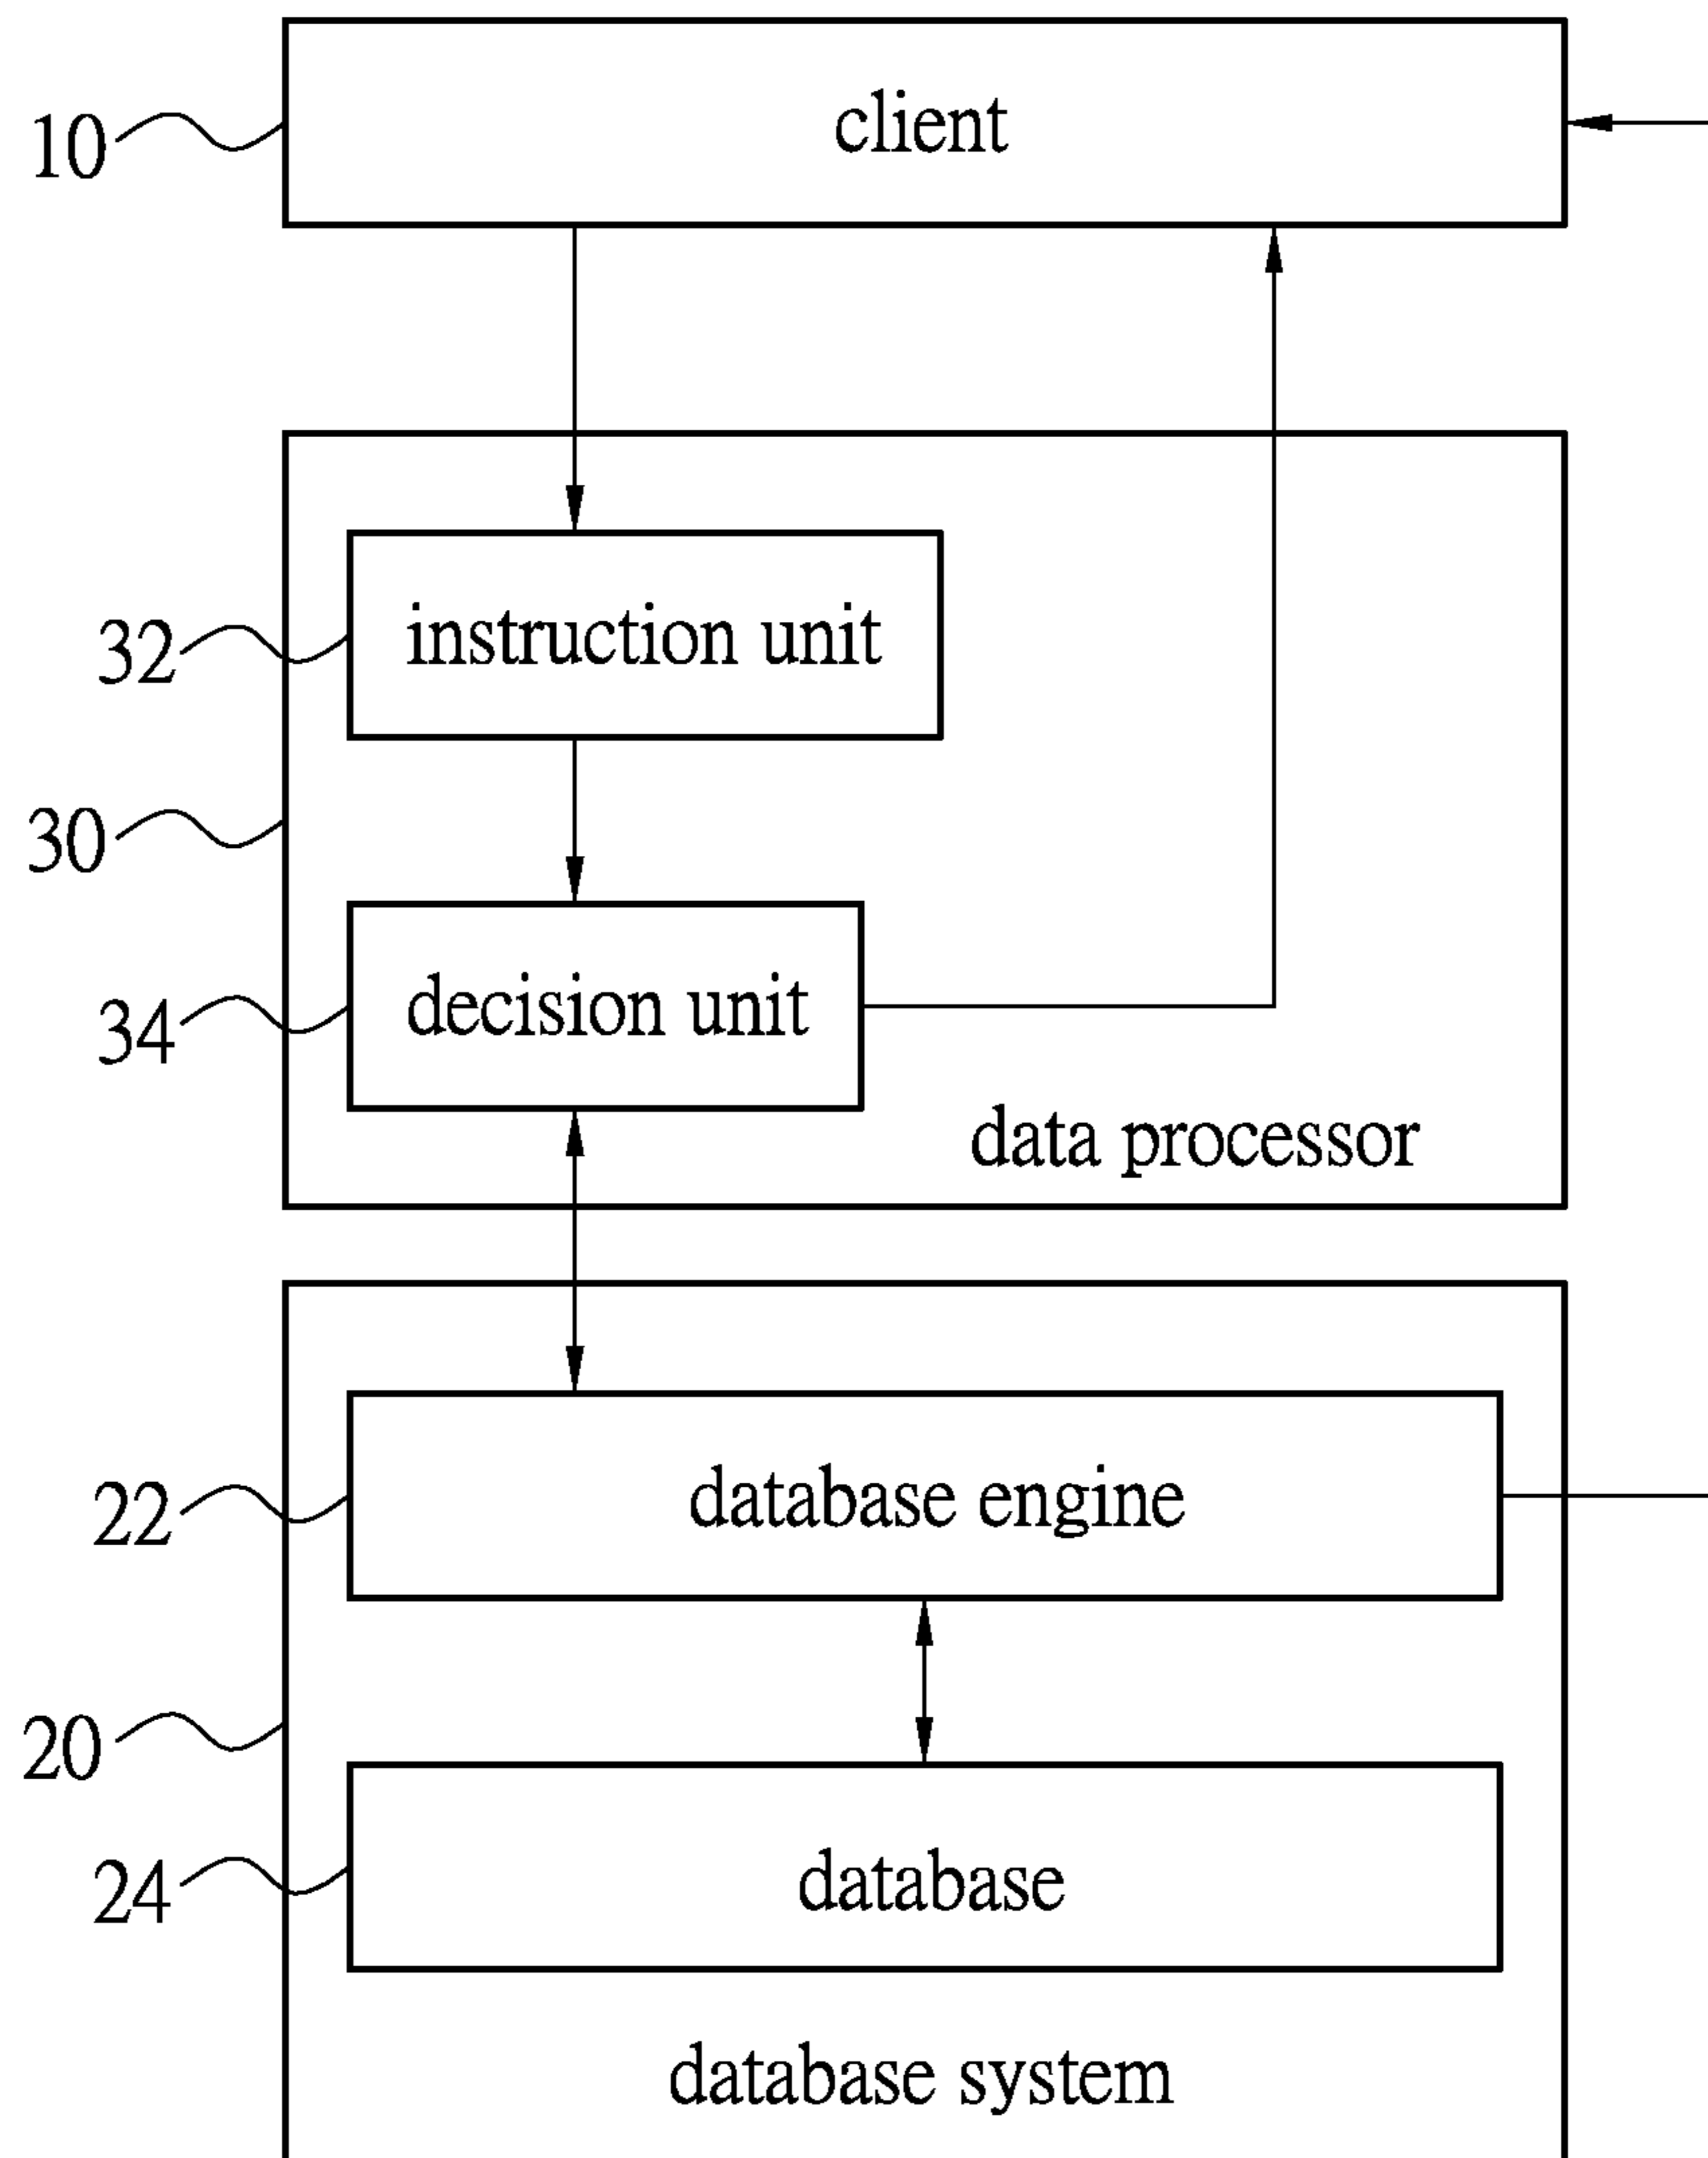 client
10
instruction unit
32
30
decision unit
34
data processor
database engine
22
20
database
24
database system